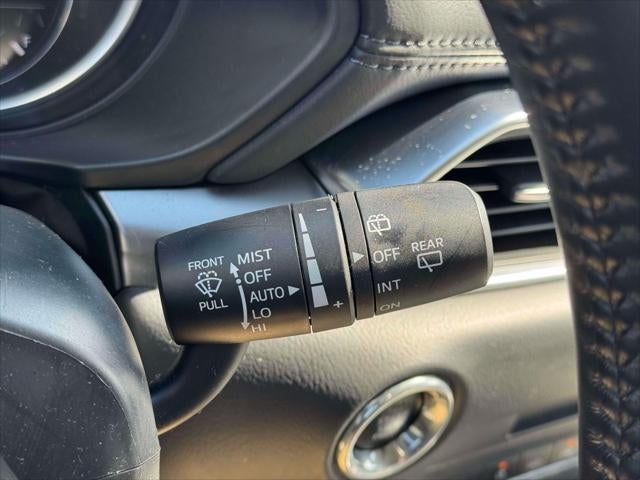 FRONT
PULL
MIST
OFF
AUTO
LO
HI
−
+
OFF
INT
ON
REAR